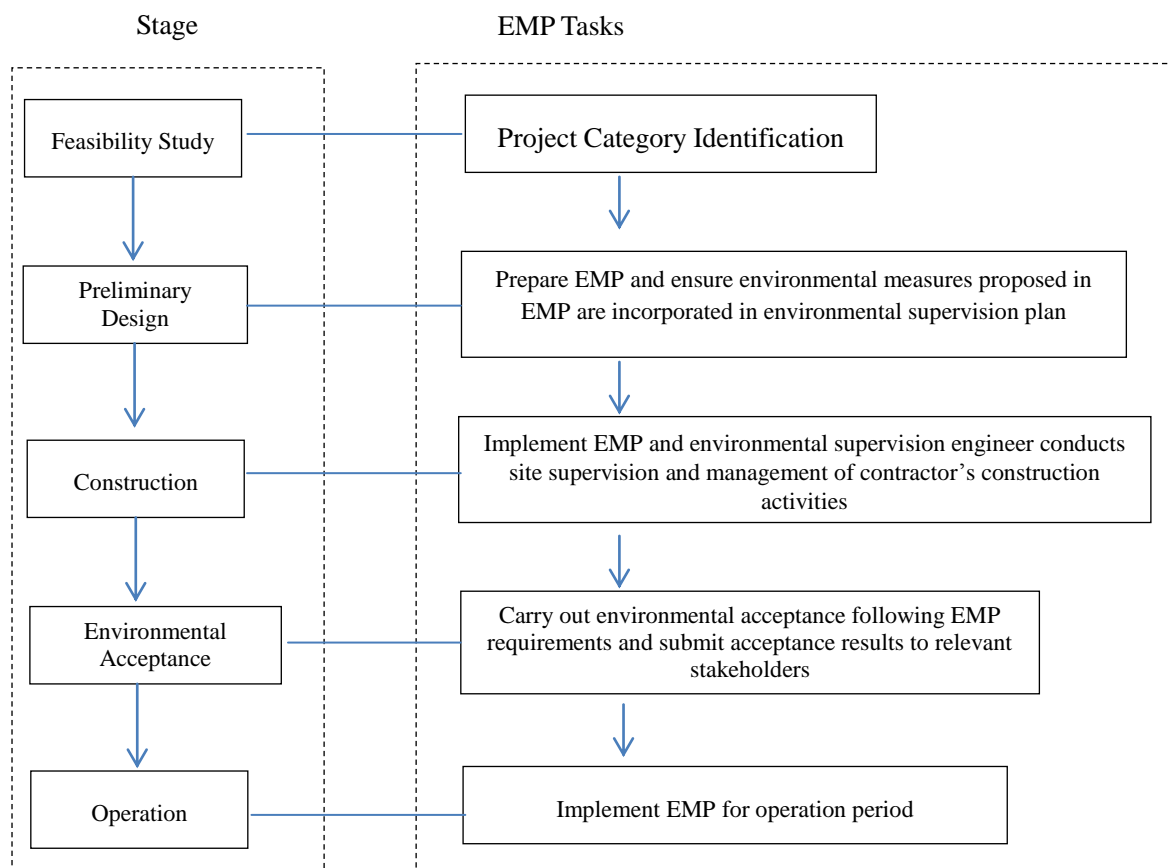 Stage
EMP Tasks
Feasibility Study
Project Category Identification
Preliminary
Design
Prepare EMP and ensure environmental measures proposed in
EMP are incorporated in environmental supervision plan
Construction
Implement EMP and environmental supervision engineer conducts
site supervision and management of contractor’s construction
activities
Environmental
Acceptance
Carry out environmental acceptance following EMP
requirements and submit acceptance results to relevant
stakeholders
Operation
Implement EMP for operation period